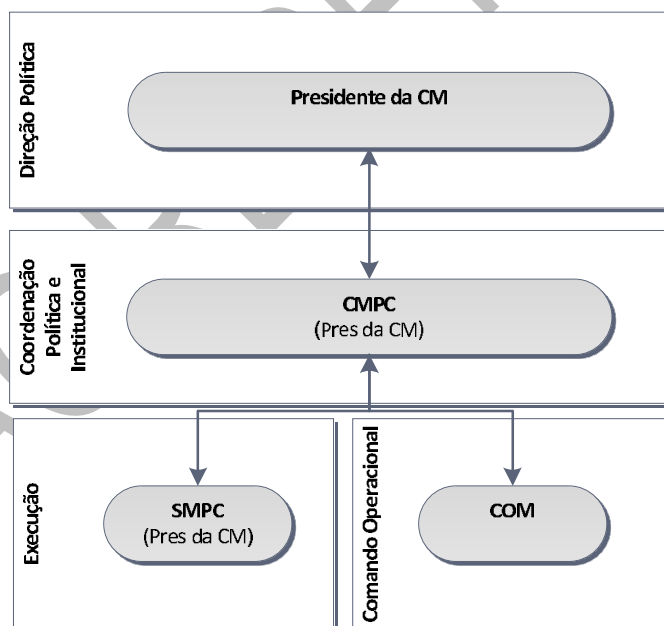 Direção Política
Presidente da CM
Coordenação
Política e
Institucional
CMPC
(Pres da CM)
Execução
SMPC
(Pres da CM)
Comando Operacional
COM